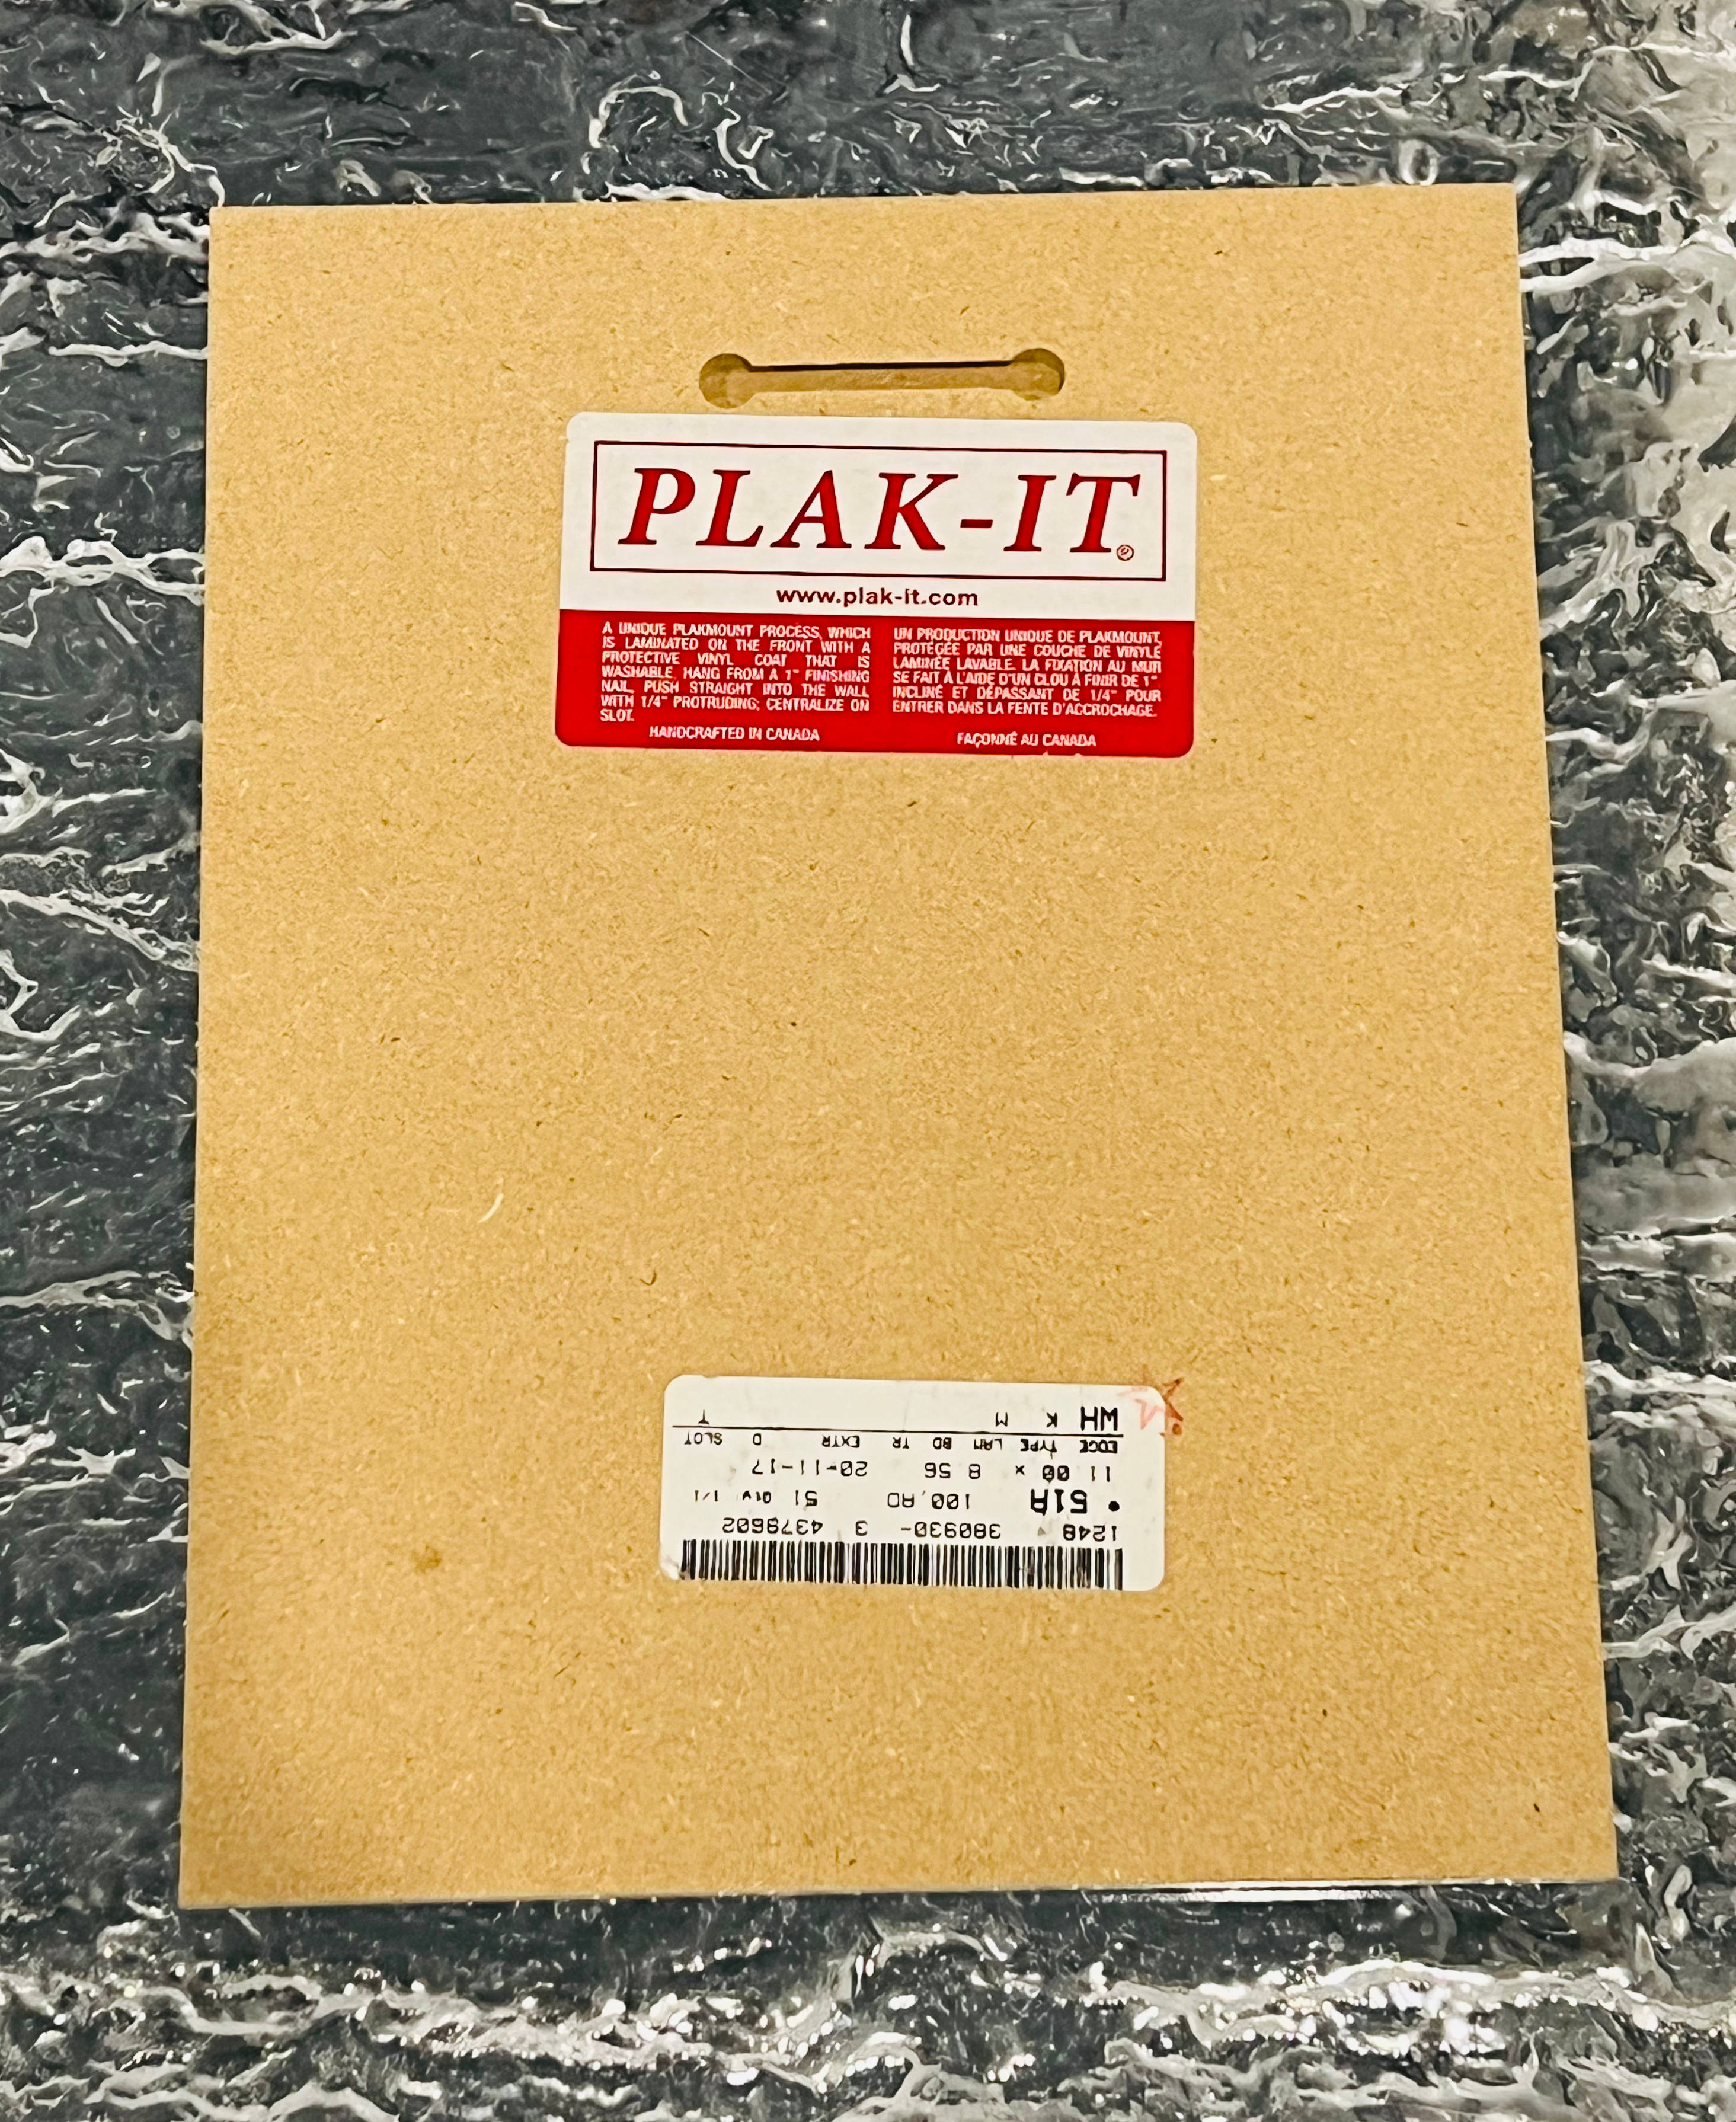 PLAK-IT®
www.plak-it.com
A UNIQUE PLAKMOUNT PROCESS, WHICH
IS LAMINATED ON THE FRONT WITH A
PROTECTIVE VINYL COAT THAT IS
WASHABLE. HANG FROM A 1" FINISHING
NAIL, PUSH STRAIGHT INTO THE WALL
WITH 1/4" PROTRUDING; CENTRALIZE ON
SLOT.
HANDCRAFTED IN CANADA
UN PRODUCTION UNIQUE DE PLAKMOUNT,
PROTÉGÉE PAR UNE COUCHE DE VINYLE
LAMINÉE LAVABLE. LA FIXATION AU MUR
SE FAIT À L'AIDE D'UN CLOU À FINIR DE 1"
INCLINÉ ET DÉPASSANT DE 1/4" POUR
ENTRER DANS LA FENTE D'ACCROCHAGE.
FAÇONNÉ AU CANADA
1248 380930- 3 4379602
• 51A 100,AO 51 Qty 1/1
11.00 x 8.56 20-11-17
EDGE TYPE LAM BD TR EXTR D SLOT
WH K M Y